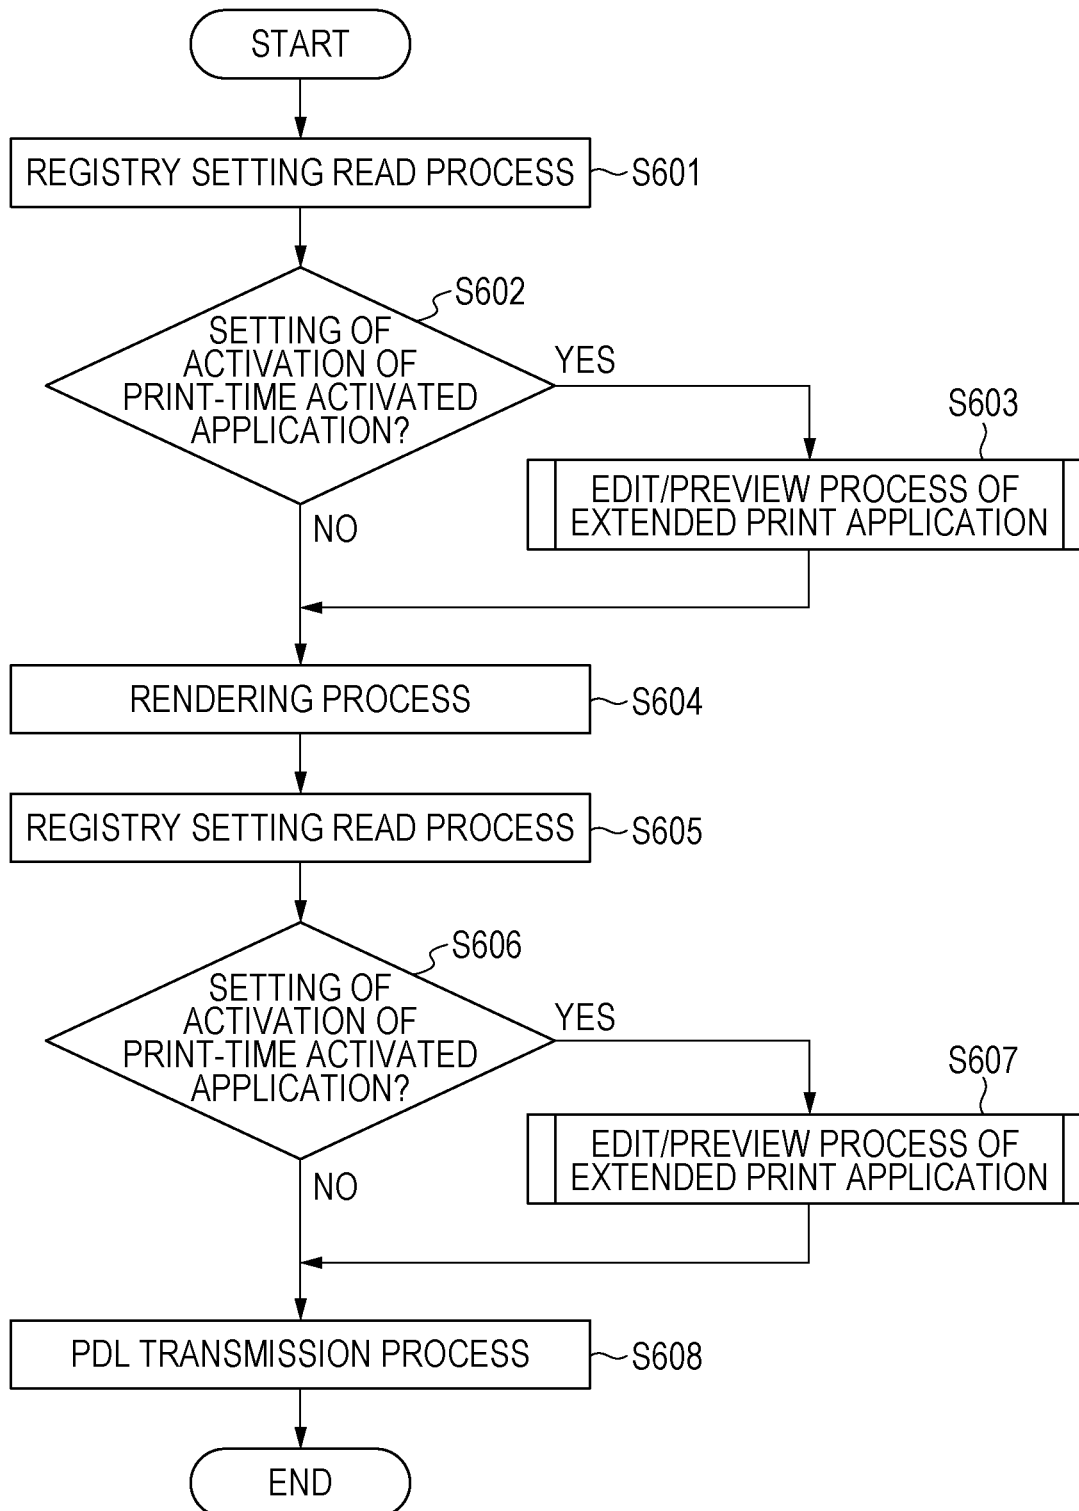 START
REGISTRY SETTING READ PROCESS
S601
S602
SETTING OF
ACTIVATION OF
PRINT-TIME ACTIVATED
APPLICATION?
YES
NO
S603
EDIT/PREVIEW PROCESS OF
EXTENDED PRINT APPLICATION
RENDERING PROCESS
S604
REGISTRY SETTING READ PROCESS
S605
S606
SETTING OF
ACTIVATION OF
PRINT-TIME ACTIVATED
APPLICATION?
YES
NO
S607
EDIT/PREVIEW PROCESS OF
EXTENDED PRINT APPLICATION
PDL TRANSMISSION PROCESS
S608
END